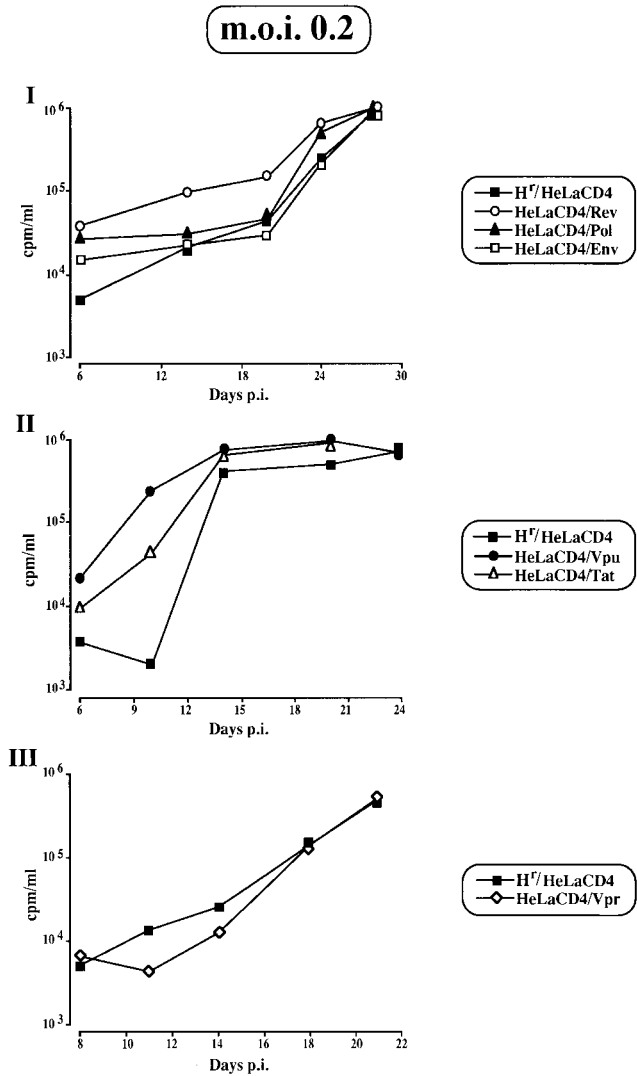 m.o.i. 0.2
I
10⁶
10⁵
10⁴
10³
cpm/ml
6 12 18 24 30
Days p.i.
Hʳ/HeLaCD4
HeLaCD4/Rev
HeLaCD4/Pol
HeLaCD4/Env
II
10⁶
10⁵
10⁴
10³
cpm/ml
6 9 12 15 18 21 24
Days p.i.
Hʳ/HeLaCD4
HeLaCD4/Vpu
HeLaCD4/Tat
III
10⁶
10⁵
10⁴
10³
cpm/ml
8 10 12 14 16 18 20 22
Days p.i.
Hʳ/HeLaCD4
HeLaCD4/Vpr